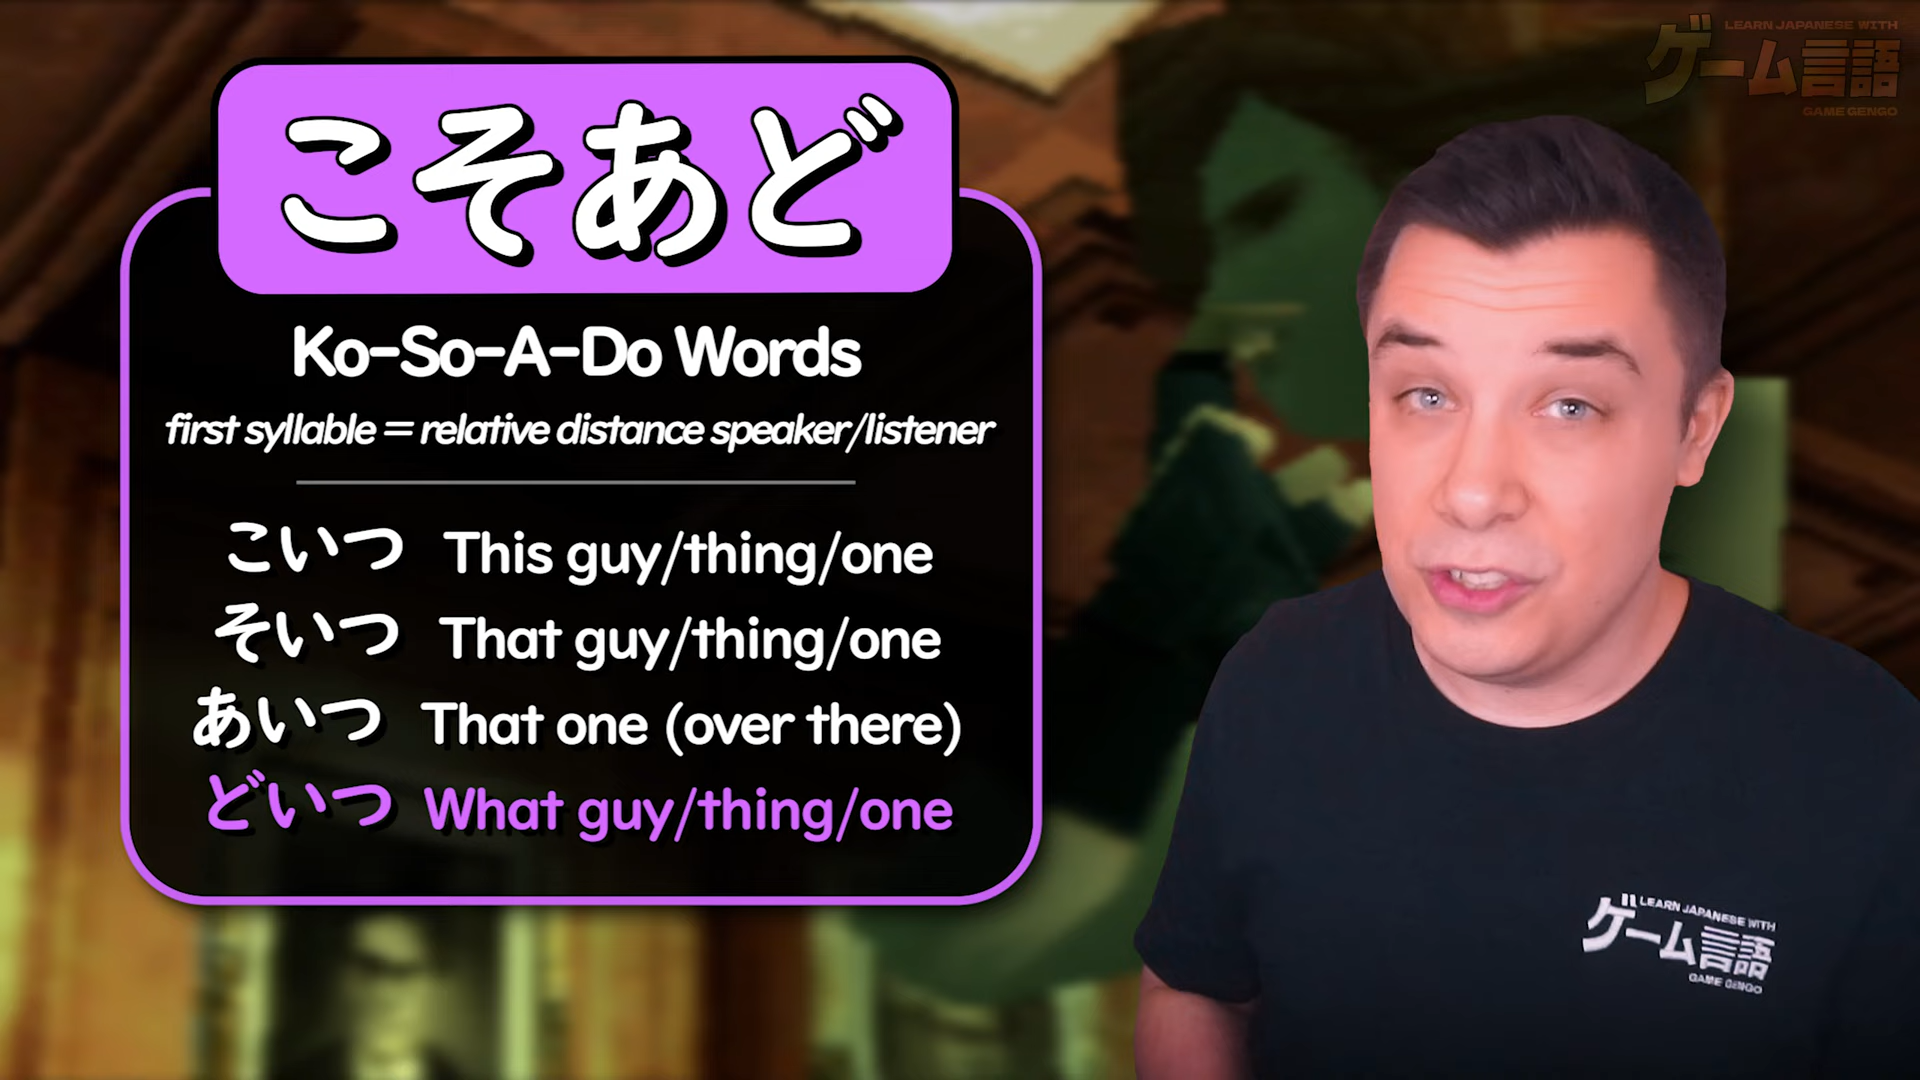 こそあど
Ko-So-A-Do Words
first syllable = relative distance speaker/listener
こいつ This guy/thing/one
そいつ That guy/thing/one
あいつ That one (over there)
どいつ What guy/thing/one
LEARN JAPANESE WITH
ゲーム言語
GAME GENGO
LEARN JAPANESE WITH
ゲーム言語
GAME GENGO